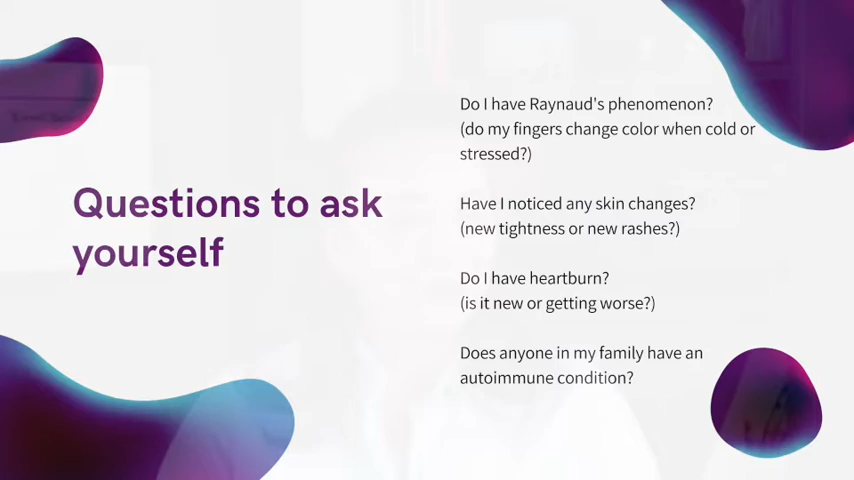 Questions to ask
yourself
Do I have Raynaud's phenomenon?
(do my fingers change color when cold or
stressed?)
Have I noticed any skin changes?
(new tightness or new rashes?)
Do I have heartburn?
(is it new or getting worse?)
Does anyone in my family have an
autoimmune condition?